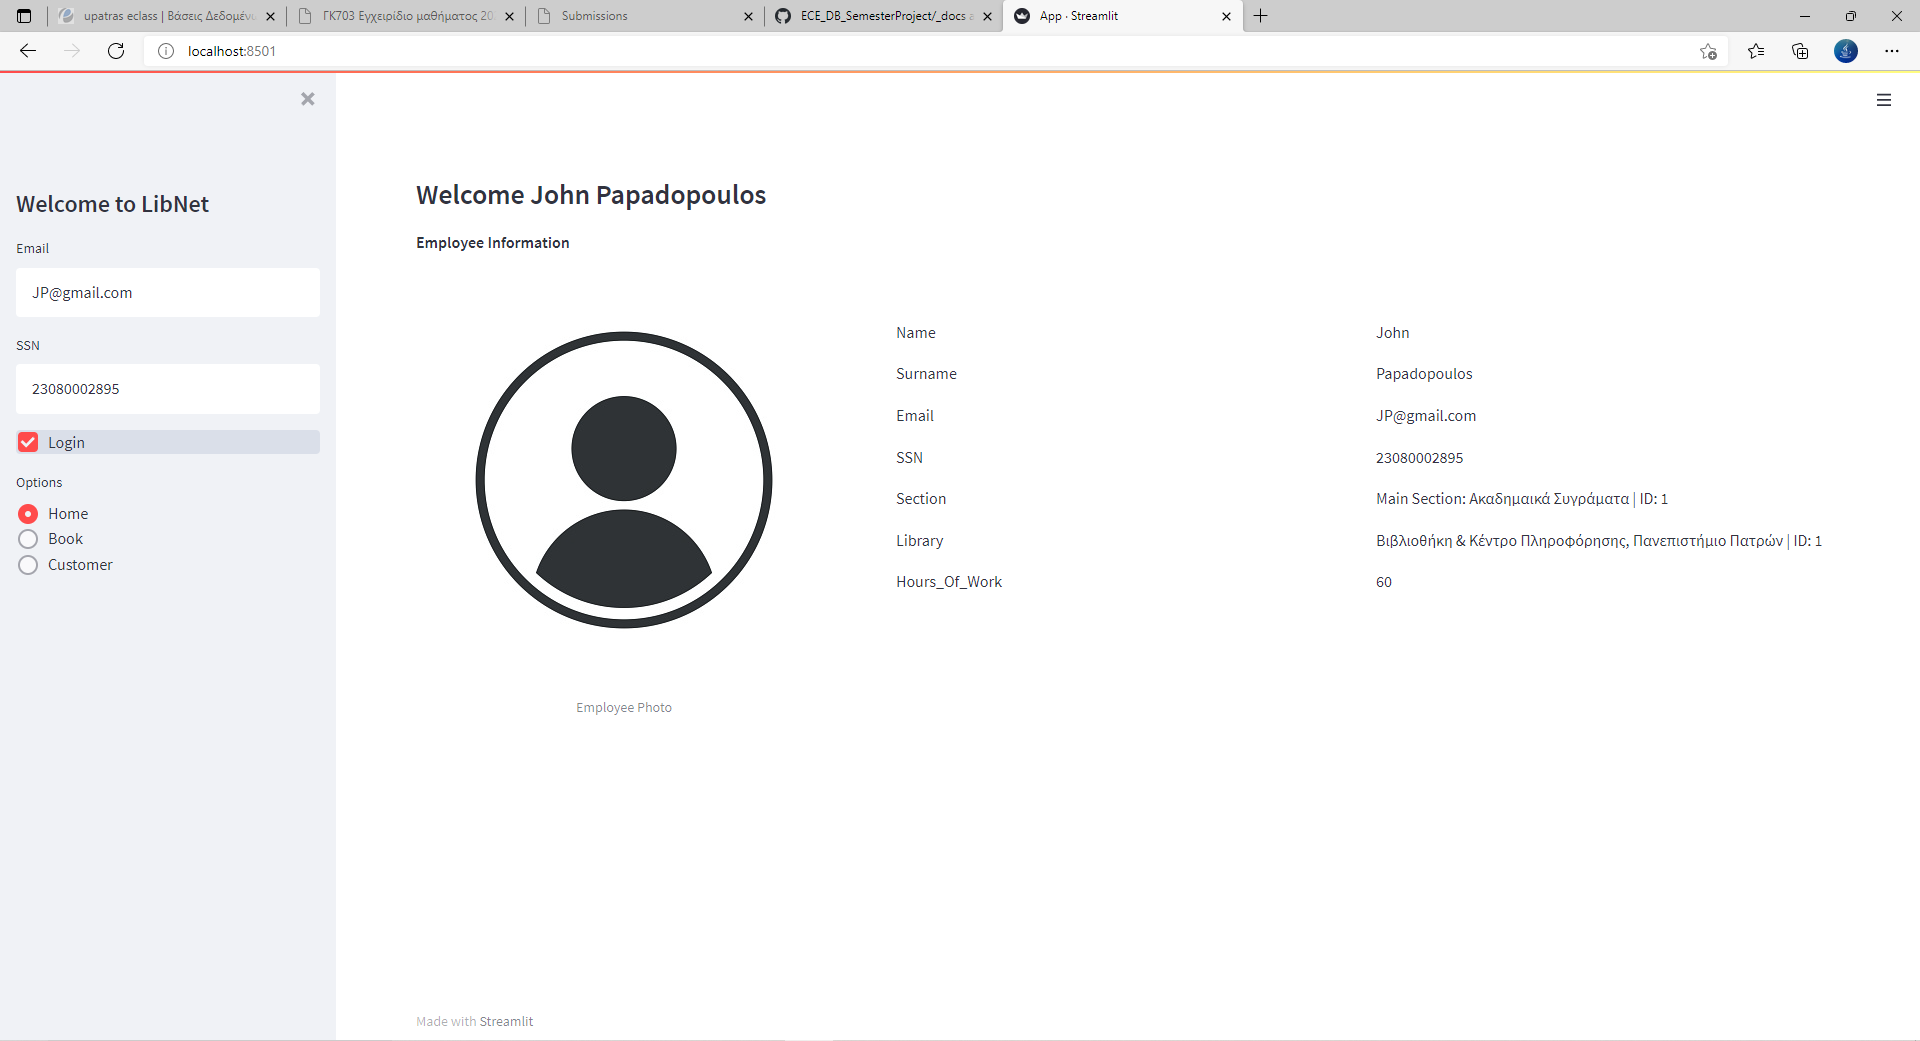 upatras eclass | Βάσεις Δεδομένω
ΓΚ703 Εγχειρίδιο μαθήματος 20
Submissions
ECE_DB_SemesterProject/_docs a
App · Streamlit
localhost:8501
Welcome to LibNet
Email
JP@gmail.com
SSN
23080002895
Login
Options
Home
Book
Customer
Welcome John Papadopoulos
Employee Information
Employee Photo
Name John
Surname Papadopoulos
Email JP@gmail.com
SSN 23080002895
Section Main Section: Ακαδημαικά Συγράματα | ID: 1
Library Βιβλιοθήκη & Κέντρο Πληροφόρησης, Πανεπιστήμιο Πατρών | ID: 1
Hours_Of_Work 60
Made with Streamlit